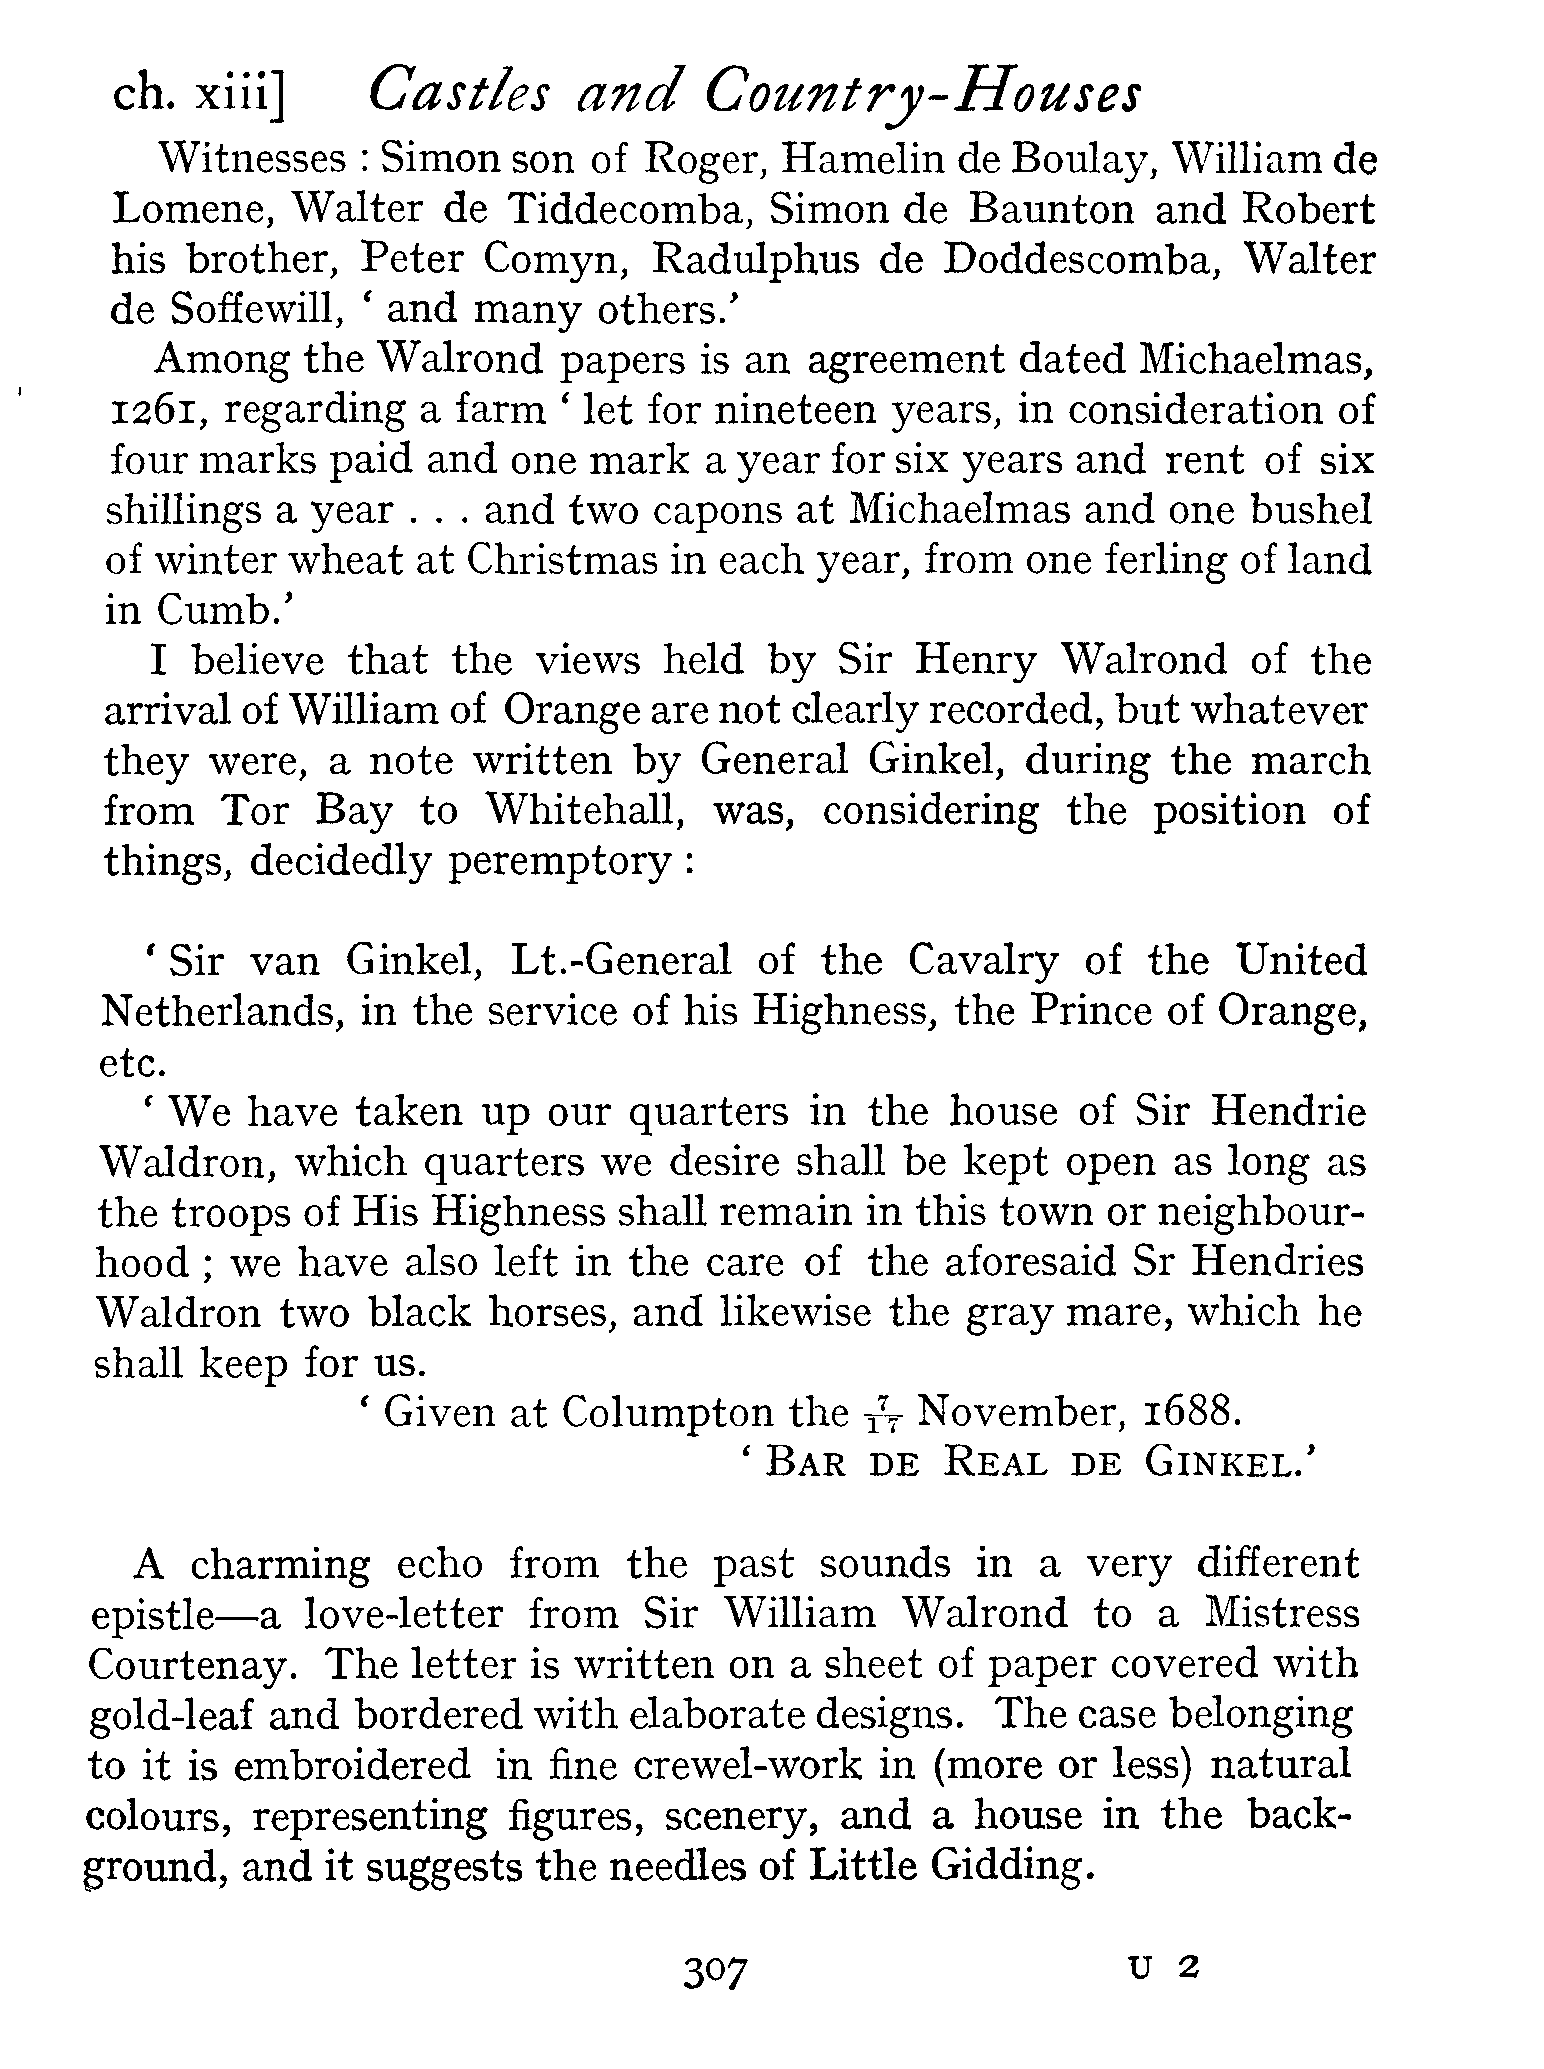 ch. xiii] Castles and Country-Houses
Witnesses : Simon son of Roger, Hamelin de Boulay, William de
Lomene, Walter de Tiddecomba, Simon de Baunton and Robert
his brother, Peter Comyn, Radulphus de Doddescomba, Walter
de Soffewill, ‘ and many others.’
Among the Walrond papers is an agreement dated Michaelmas,
1261, regarding a farm ‘ let for nineteen years, in consideration of
four marks paid and one mark a year for six years and rent of six
shillings a year . . . and two capons at Michaelmas and one bushel
of winter wheat at Christmas in each year, from one ferling of land
in Cumb.’
I believe that the views held by Sir Henry Walrond of the
arrival of William of Orange are not clearly recorded, but whatever
they were, a note written by General Ginkel, during the march
from Tor Bay to Whitehall, was, considering the position of
things, decidedly peremptory :
‘ Sir van Ginkel, Lt.-General of the Cavalry of the United
Netherlands, in the service of his Highness, the Prince of Orange,
etc.
‘ We have taken up our quarters in the house of Sir Hendrie
Waldron, which quarters we desire shall be kept open as long as
the troops of His Highness shall remain in this town or neighbour-
hood ; we have also left in the care of the aforesaid Sr Hendries
Waldron two black horses, and likewise the gray mare, which he
shall keep for us.
‘ Given at Columpton the 7/17 November, 1688.
‘ BAR DE REAL DE GINKEL.’
A charming echo from the past sounds in a very different
epistle—a love-letter from Sir William Walrond to a Mistress
Courtenay. The letter is written on a sheet of paper covered with
gold-leaf and bordered with elaborate designs. The case belonging
to it is embroidered in fine crewel-work in (more or less) natural
colours, representing figures, scenery, and a house in the back-
ground, and it suggests the needles of Little Gidding.
307 U 2